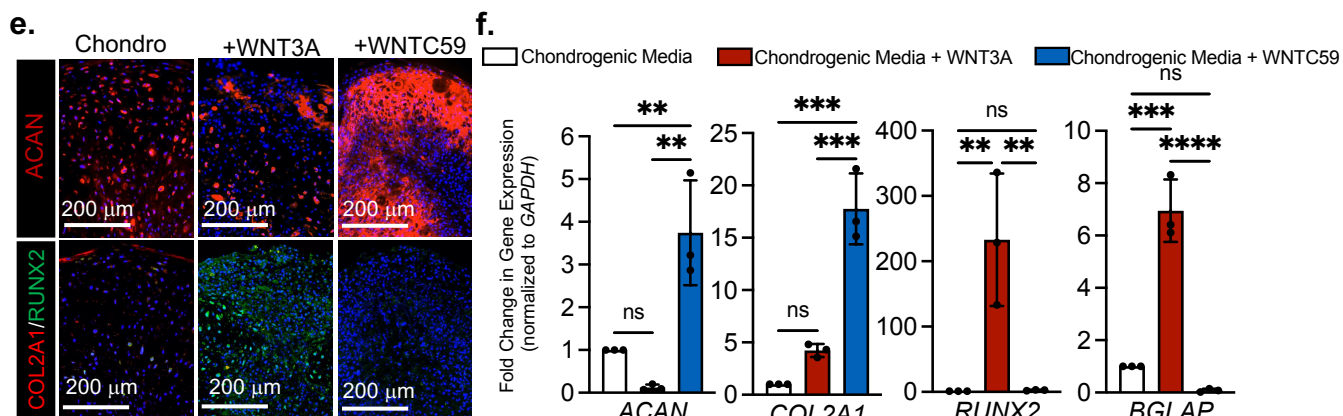 e.
Chondro +WNT3A +WNTC59
ACAN
200 μm 200 μm 200 μm
COL2A1/RUNX2
200 μm 200 μm 200 μm
f.
Chondrogenic Media Chondrogenic Media + WNT3A Chondrogenic Media + WNTC59
Fold Change in Gene Expression
(normalized to GAPDH)
6
5
4
3
2
1
0
**
**
ns
ACAN
25
20
15
10
5
0
***
***
ns
COL2A1
400
300
200
100
0
ns
** **
RUNX2
10
8
6
4
2
0
ns
***
****
BGLAP